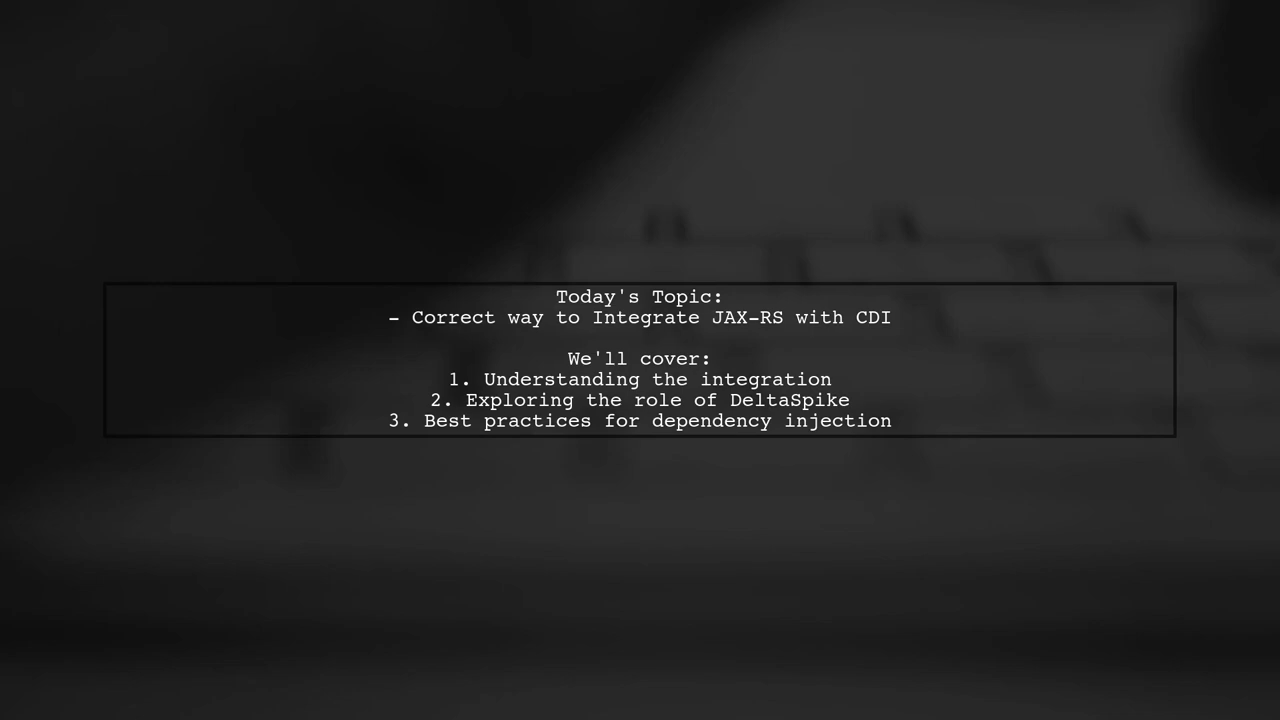 Today's Topic:
- Correct way to Integrate JAX-RS with CDI
We'll cover:
1. Understanding the integration
2. Exploring the role of DeltaSpike
3. Best practices for dependency injection